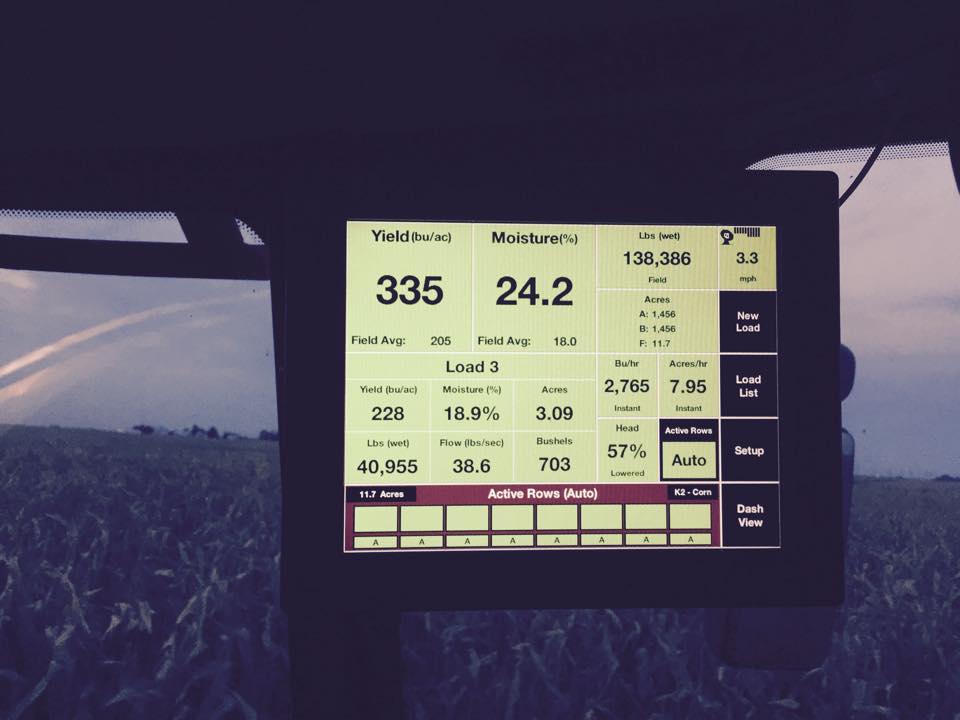 Yield (bu/ac)
335
Field Avg: 205
Moisture(%)
24.2
Field Avg: 18.0
Lbs (wet)
138,386
Field
3.3
mph
Acres
A: 1,456
B: 1,456
F: 11.7
New
Load
Load 3
Yield (bu/ac)
228
Moisture (%)
18.9%
Acres
3.09
Lbs (wet)
40,955
Flow (lbs/sec)
38.6
Bushels
703
Bu/hr
2,765
Instant
Acres/hr
7.95
Instant
Load
List
Head
57%
Lowered
Active Rows
Auto
Setup
11.7 Acres
Active Rows (Auto)
K2 - Corn
A A A A A A A A
Dash
View